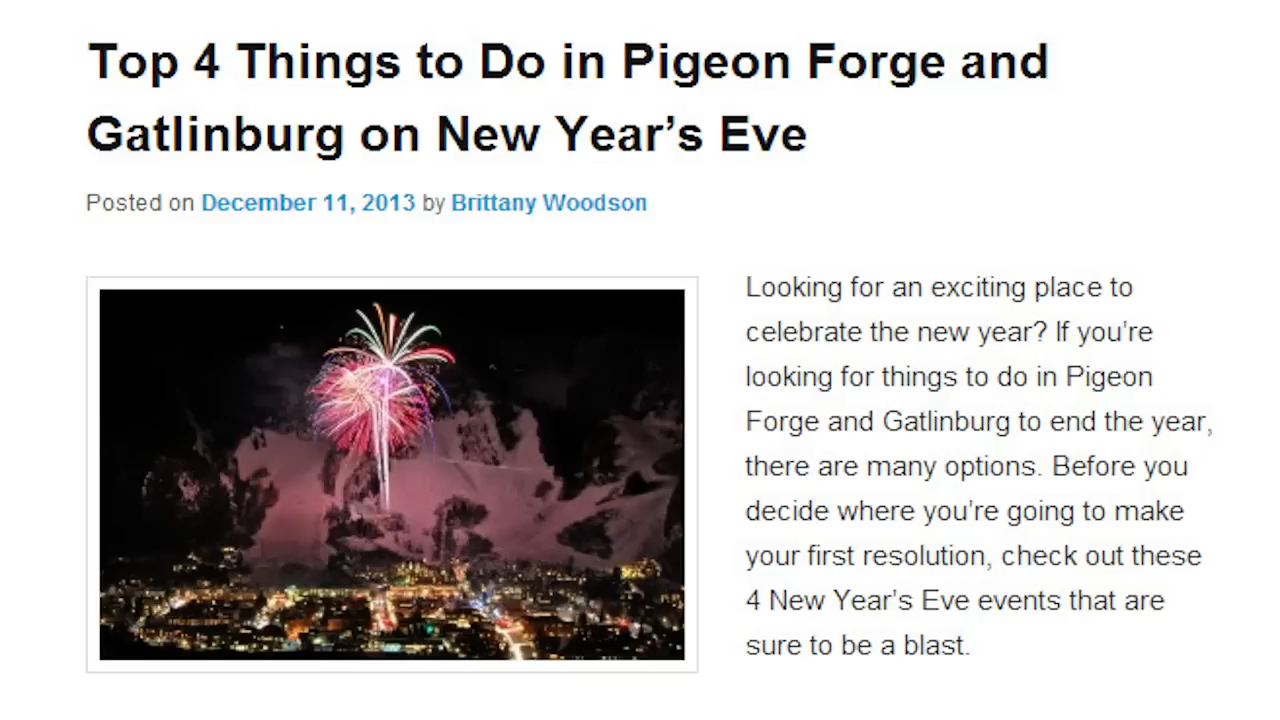 Top 4 Things to Do in Pigeon Forge and
Gatlinburg on New Year’s Eve
Posted on December 11, 2013 by Brittany Woodson
Looking for an exciting place to
celebrate the new year? If you’re
looking for things to do in Pigeon
Forge and Gatlinburg to end the year,
there are many options. Before you
decide where you’re going to make
your first resolution, check out these
4 New Year’s Eve events that are
sure to be a blast.